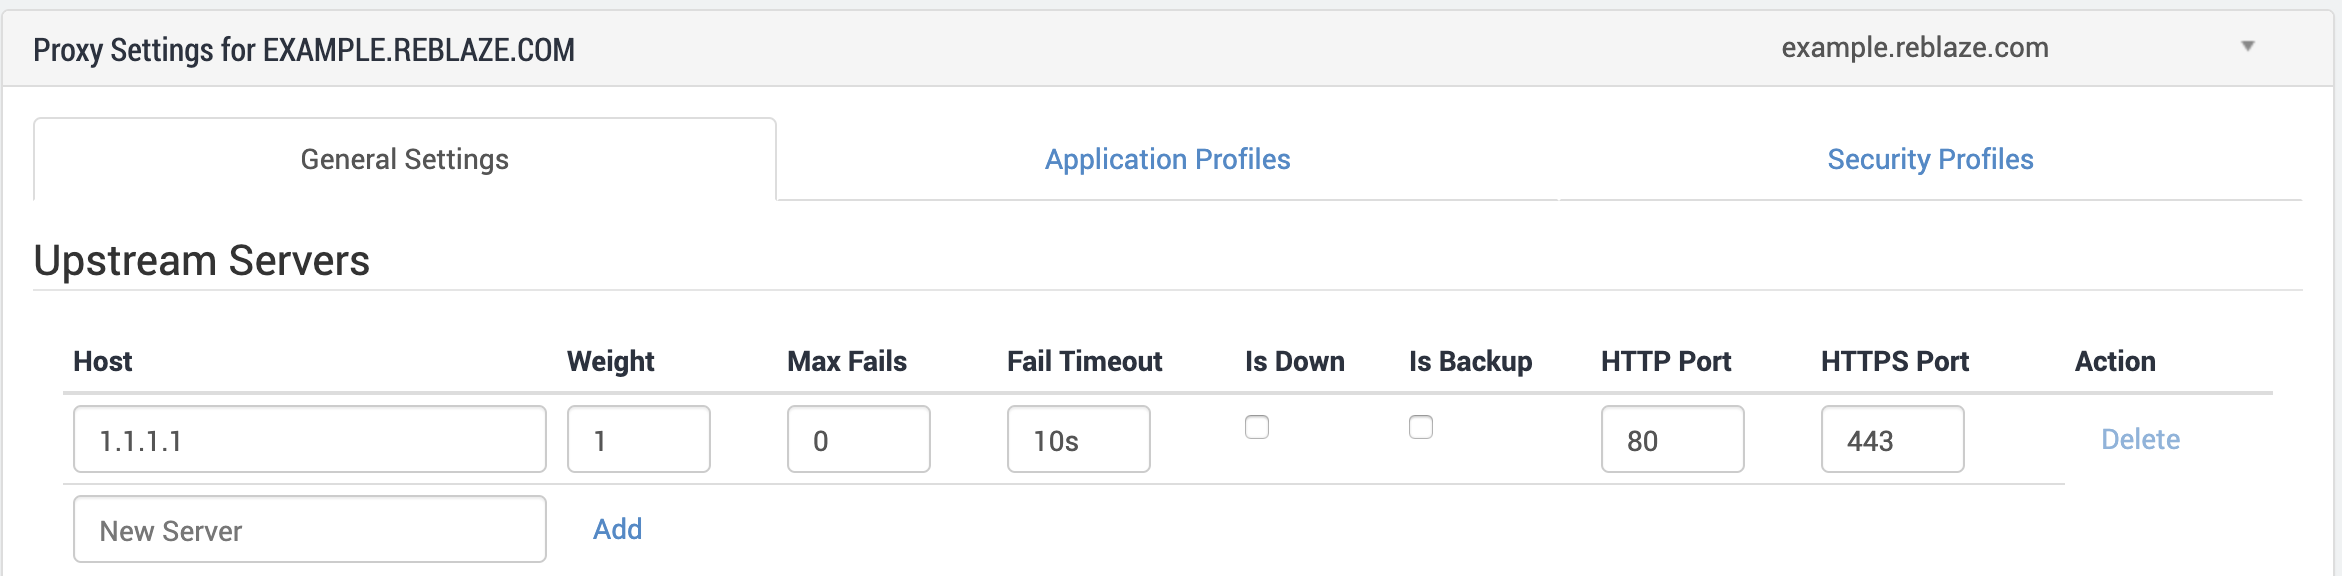 Proxy Settings for EXAMPLE.REBLAZE.COM example.reblaze.com
General Settings Application Profiles Security Profiles
Upstream Servers
Host Weight Max Fails Fail Timeout Is Down Is Backup HTTP Port HTTPS Port Action
1.1.1.1 1 0 10s 80 443 Delete
New Server Add